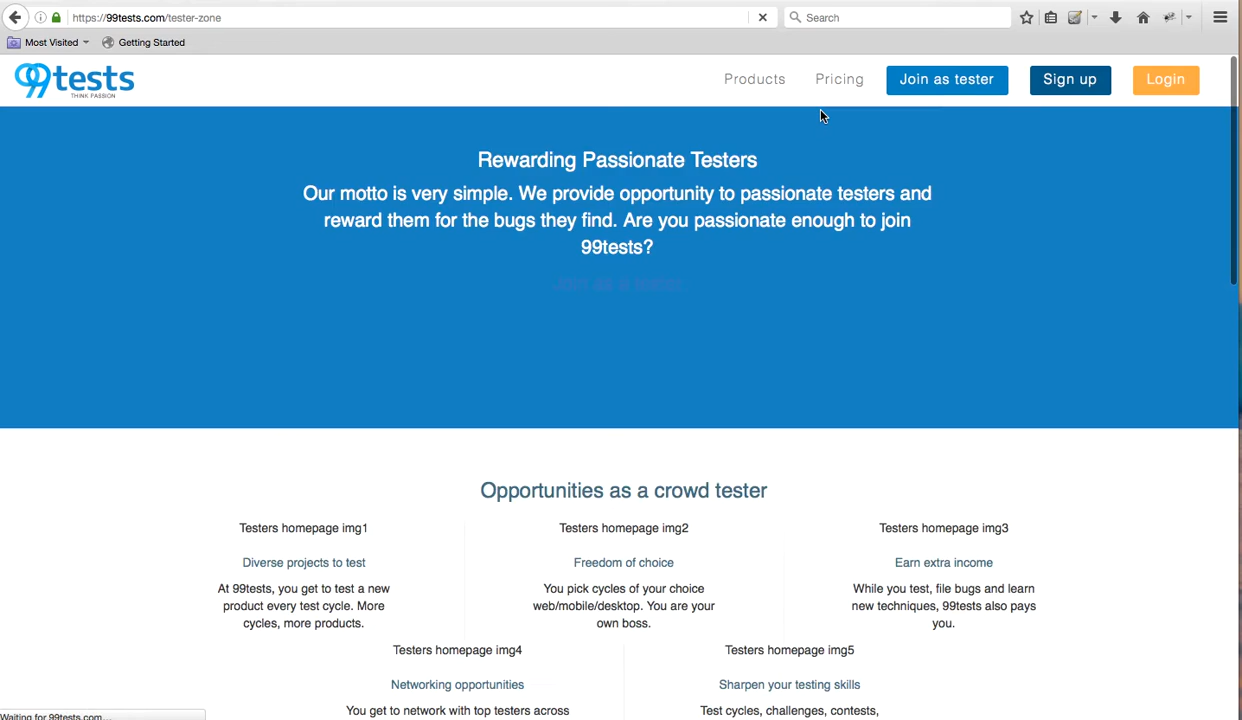 https://99tests.com/tester-zone
Search
Most Visited
Getting Started
99tests
THINK PASSION
Products
Pricing
Join as tester
Sign up
Login
Rewarding Passionate Testers
Our motto is very simple. We provide opportunity to passionate testers and
reward them for the bugs they find. Are you passionate enough to join
99tests?
Opportunities as a crowd tester
Testers homepage img1
Diverse projects to test
At 99tests, you get to test a new
product every test cycle. More
cycles, more products.
Testers homepage img2
Freedom of choice
You pick cycles of your choice
web/mobile/desktop. You are your
own boss.
Testers homepage img3
Earn extra income
While you test, file bugs and learn
new techniques, 99tests also pays
you.
Testers homepage img4
Networking opportunities
You get to network with top testers across
Testers homepage img5
Sharpen your testing skills
Test cycles, challenges, contests,
Waiting for 99tests.com...